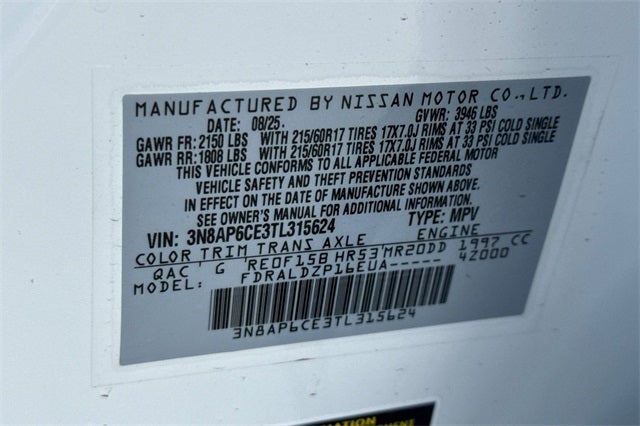 MANUFACTURED BY NISSAN MOTOR CO., LTD.
DATE: 08/25. GVWR: 3946 LBS
GAWR FR: 2150 LBS WITH 215/60R17 TIRES 17X7.0J RIMS AT 33 PSI COLD SINGLE
GAWR RR: 1808 LBS WITH 215/60R17 TIRES 17X7.0J RIMS AT 33 PSI COLD SINGLE
THIS VEHICLE CONFORMS TO ALL APPLICABLE FEDERAL MOTOR
VEHICLE SAFETY AND THEFT PREVENTION STANDARDS
IN EFFECT ON THE DATE OF MANUFACTURE SHOWN ABOVE.
SEE OWNER'S MANUAL FOR ADDITIONAL INFORMATION.
VIN: 3N8AP6CE3TL315624 TYPE: MPV
COLOR TRIM TRANS AXLE ENGINE
QAC G RE0F15B HR53 MR20DD 1997 CC
MODEL: FDRALDZP16EUA----- 42000
3N8AP6CE3TL315624